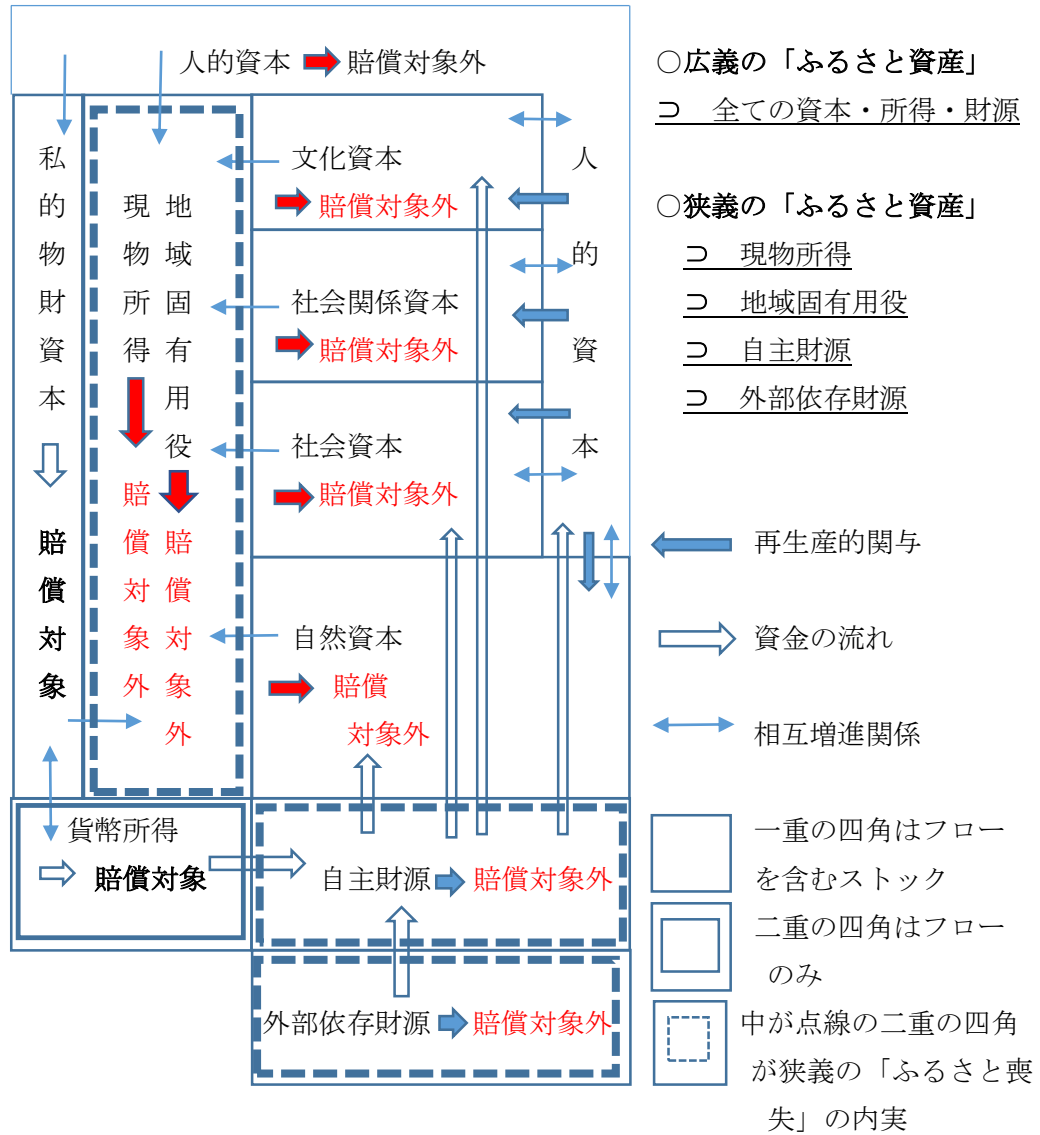 人的資本
賠償対象外
私的物財資本
賠償対象
現物所得
賠償対象外
地域固有用役
賠償対象外
文化資本
賠償対象外
社会関係資本
賠償対象外
社会資本
賠償対象外
自然資本
賠償
対象外
人的資本
貨幣所得
賠償対象
自主財源
賠償対象外
外部依存財源
賠償対象外
○広義の「ふるさと資産」
⊃ 全ての資本・所得・財源
○狭義の「ふるさと資産」
⊃ 現物所得
⊃ 地域固有用役
⊃ 自主財源
⊃ 外部依存財源
再生産的関与
資金の流れ
相互増進関係
一重の四角はフロー
を含むストック
二重の四角はフロー
のみ
中が点線の二重の四角
が狭義の「ふるさと喪
失」の内実